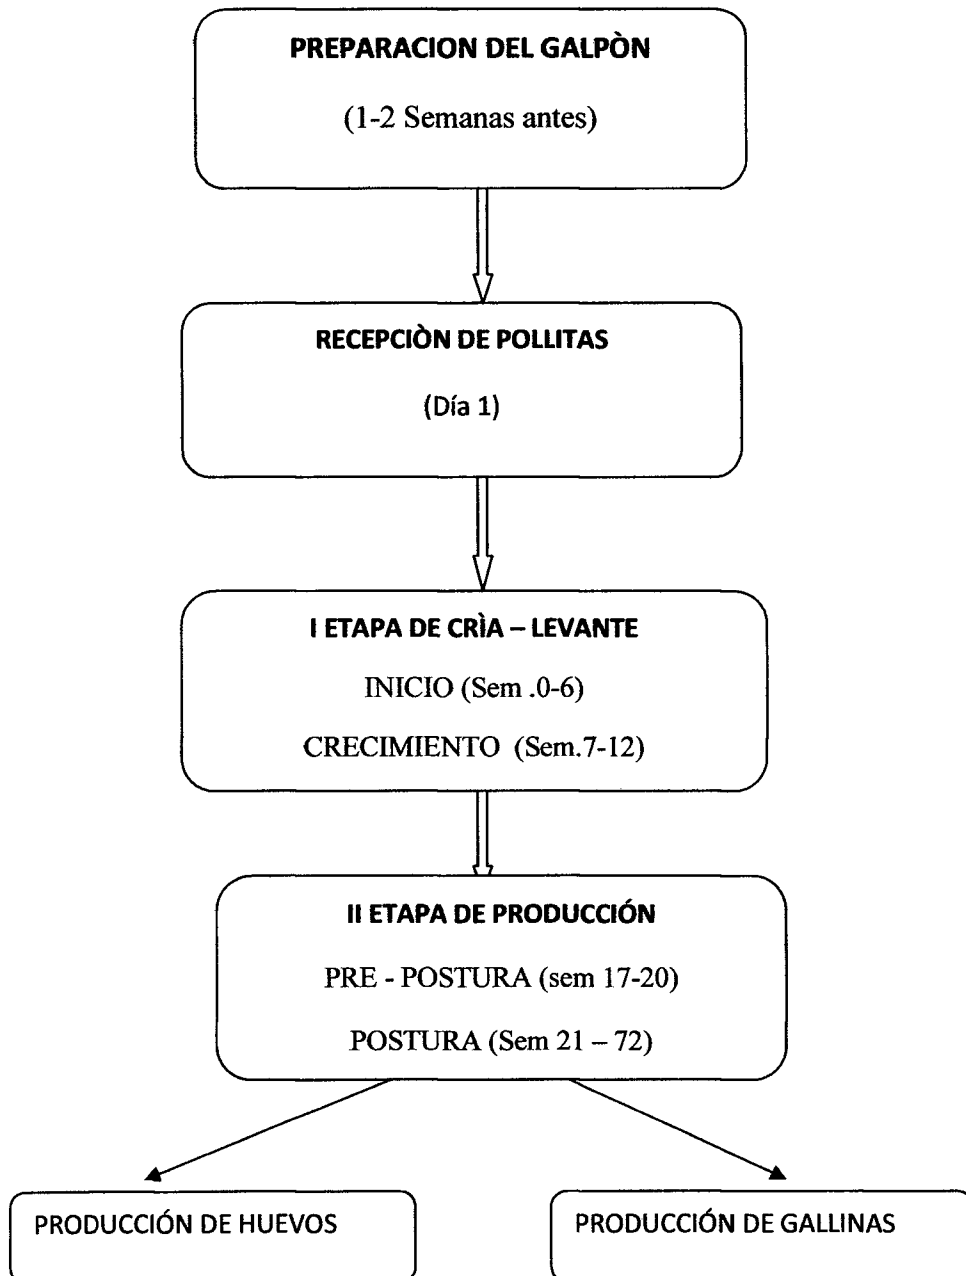 PREPARACION DEL GALPÒN
(1-2 Semanas antes)
RECEPCIÒN DE POLLITAS
(Día 1)
I ETAPA DE CRÌA – LEVANTE
INICIO (Sem .0-6)
CRECIMIENTO (Sem.7-12)
II ETAPA DE PRODUCCIÓN
PRE - POSTURA (sem 17-20)
POSTURA (Sem 21 – 72)
PRODUCCIÓN DE HUEVOS
PRODUCCIÓN DE GALLINAS